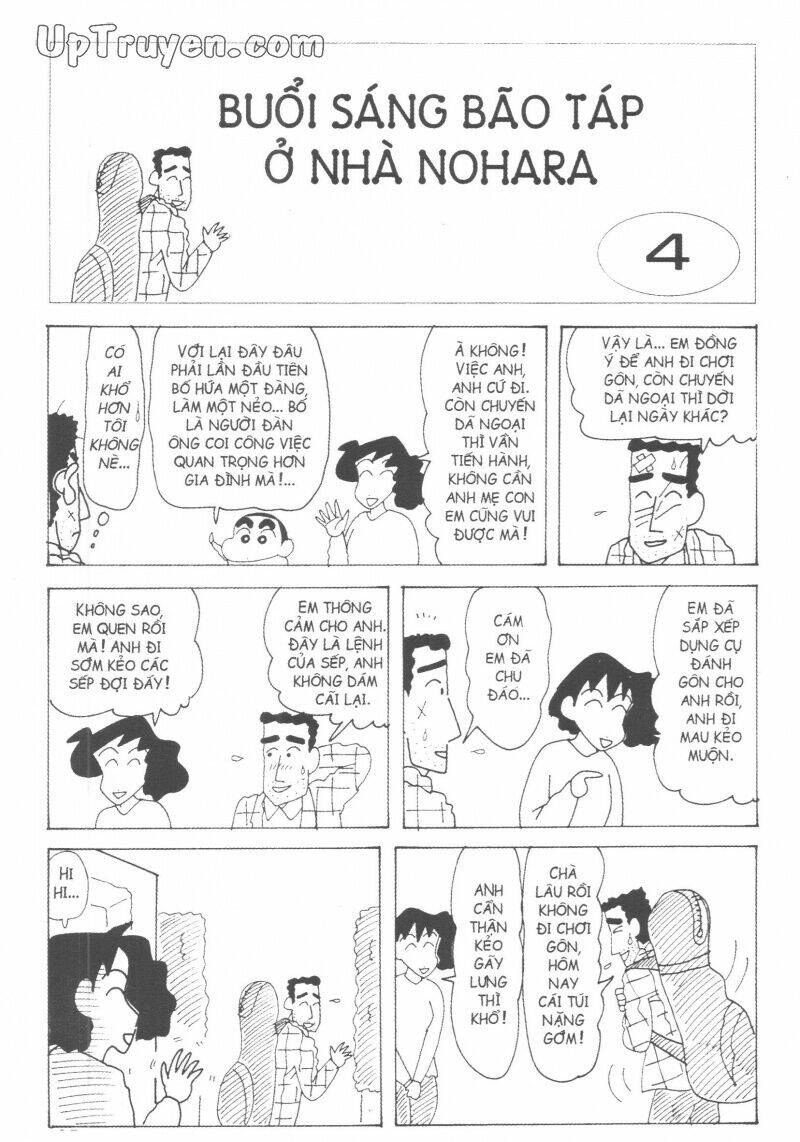 UpTruyen.com
BUỔI SÁNG BÃO TÁP
Ở NHÀ NOHARA
4
VẬY LÀ... EM ĐỒNG
Ý ĐỂ ANH ĐI CHƠI
GÔN, CÒN CHUYẾN
DÃ NGOẠI THÌ DỜI
LẠI NGÀY KHÁC?
À KHÔNG!
VIỆC ANH,
ANH CỨ ĐI.
CÒN CHUYẾN
DÃ NGOẠI
THÌ VẪN
TIẾN HÀNH,
KHÔNG CẦN
ANH MẸ CON
EM CŨNG VUI
ĐƯỢC MÀ!
VỚI LẠI ĐÂY ĐÂU
PHẢI LẦN ĐẦU TIÊN
BỐ HỨA MỘT ĐÀNG,
LÀM MỘT NẺO... BỐ
LÀ NGƯỜI ĐÀN
ÔNG COI CÔNG VIỆC
QUAN TRỌNG HƠN
GIA ĐÌNH MÀ!...
CÓ
AI
KHỔ
HƠN
TÔI
KHÔNG
NÈ...
EM ĐÃ
SẮP XẾP
DỤNG CỤ
ĐÁNH
GÔN CHO
ANH RỒI,
ANH ĐI
MAU KẺO
MUỘN.
CÁM
ƠN
EM ĐÃ
CHU
ĐÁO...
EM THÔNG
CẢM CHO ANH.
ĐÂY LÀ LỆNH
CỦA SẾP, ANH
KHÔNG DÁM
CÃI LẠI.
KHÔNG SAO,
EM QUEN RỒI
MÀ! ANH ĐI
SỚM KẺO CÁC
SẾP ĐỢI ĐẤY!
CHÀ
LÂU RỒI
KHÔNG
ĐI CHƠI
GÔN,
HÔM
NAY
CÁI TÚI
NẶNG
GỚM!
ANH
CẨN
THẬN
KẺO
GÃY
LƯNG
THÌ
KHỔ!
HI
HI...